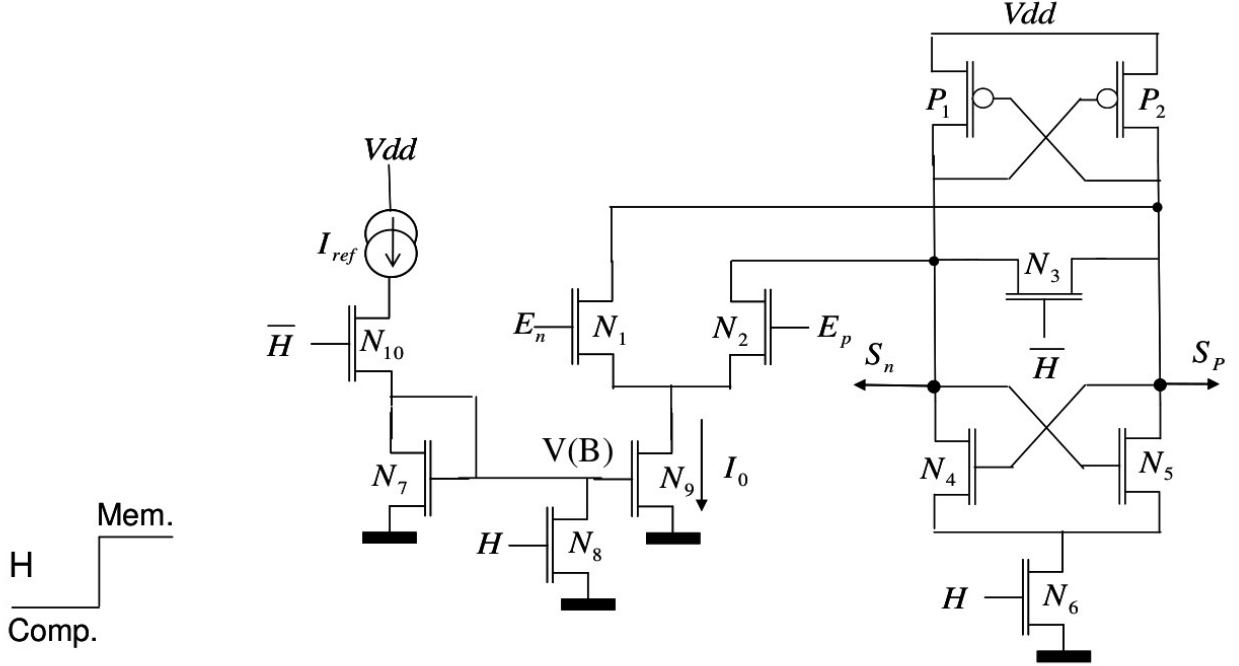 Vdd
P1
P2
Vdd
Iref
N3
H̅
N10
En
N1
N2
Ep
H̅
Sn
SP
V(B)
N7
N9
I0
N4
N5
Mem.
H
H
N8
H
N6
Comp.